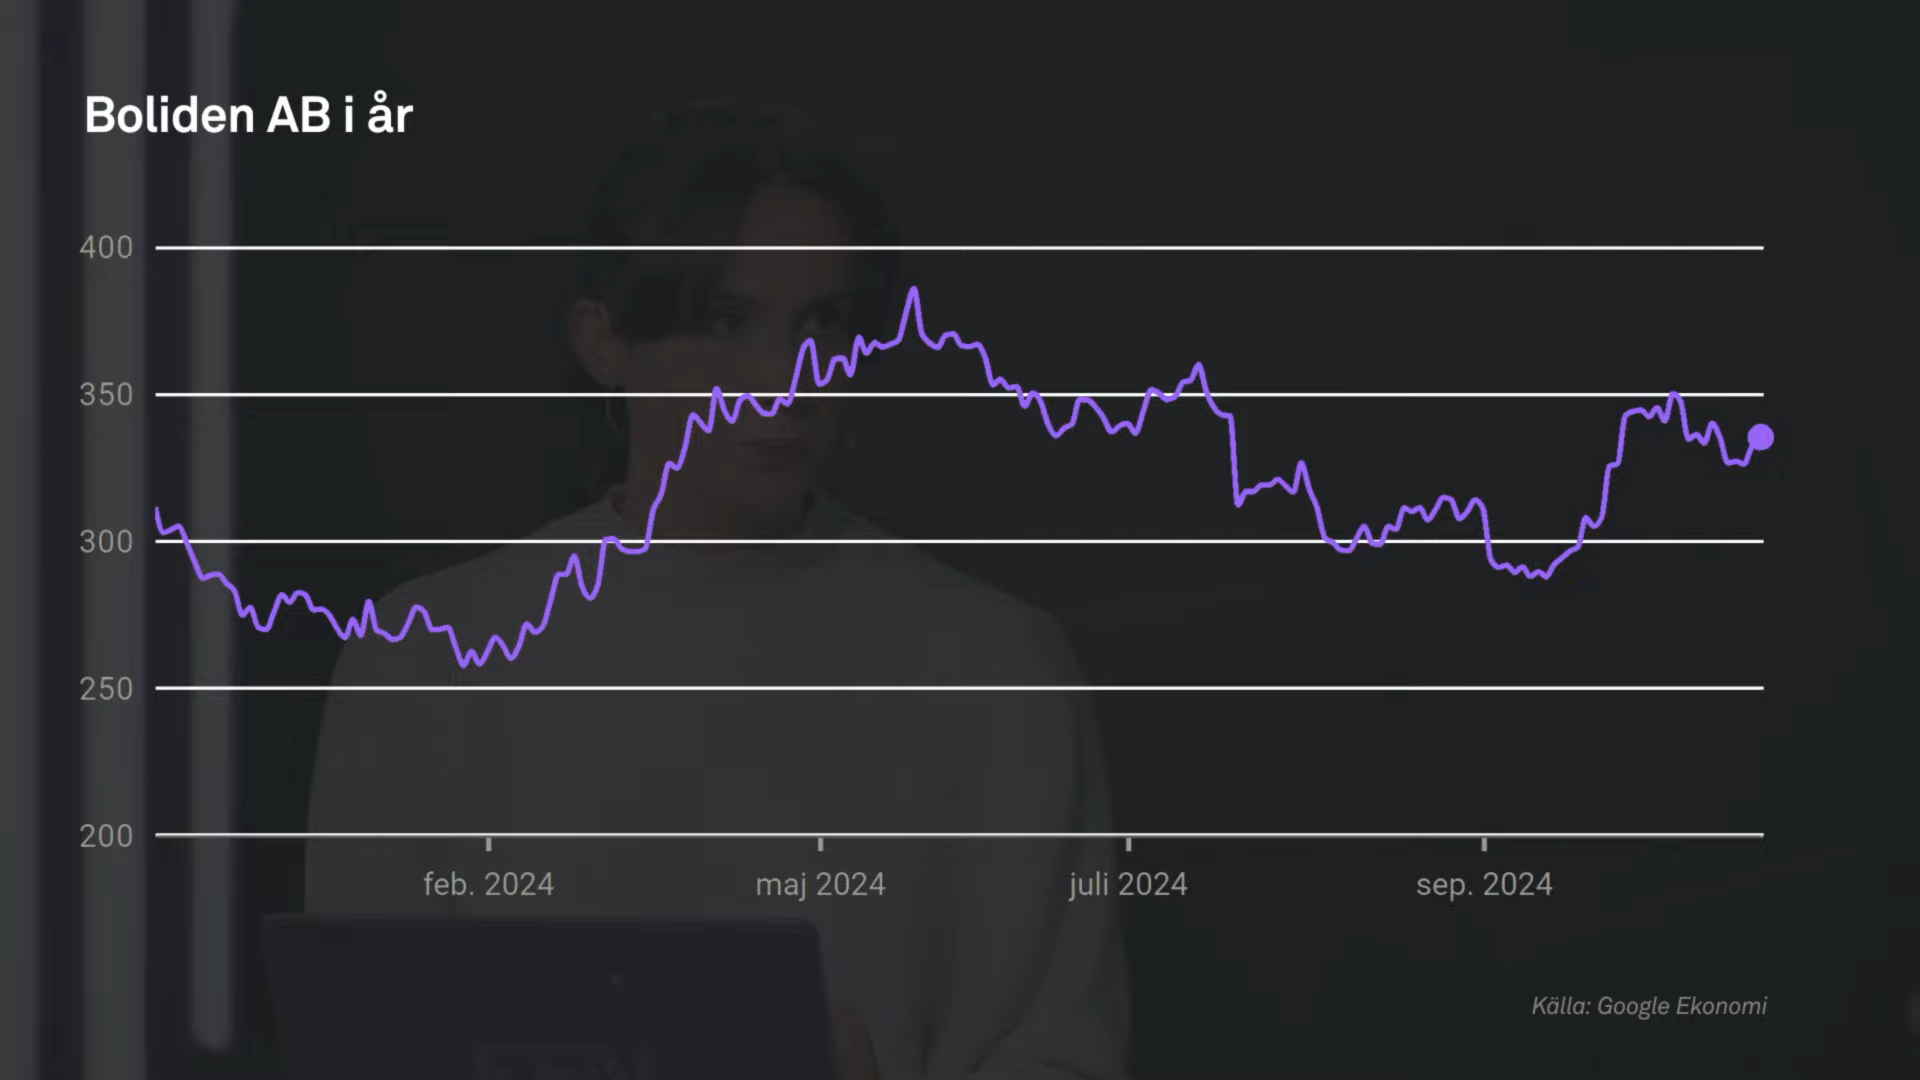 Boliden AB i år
400
350
300
250
200
feb. 2024
maj 2024
juli 2024
sep. 2024
Källa: Google Ekonomi